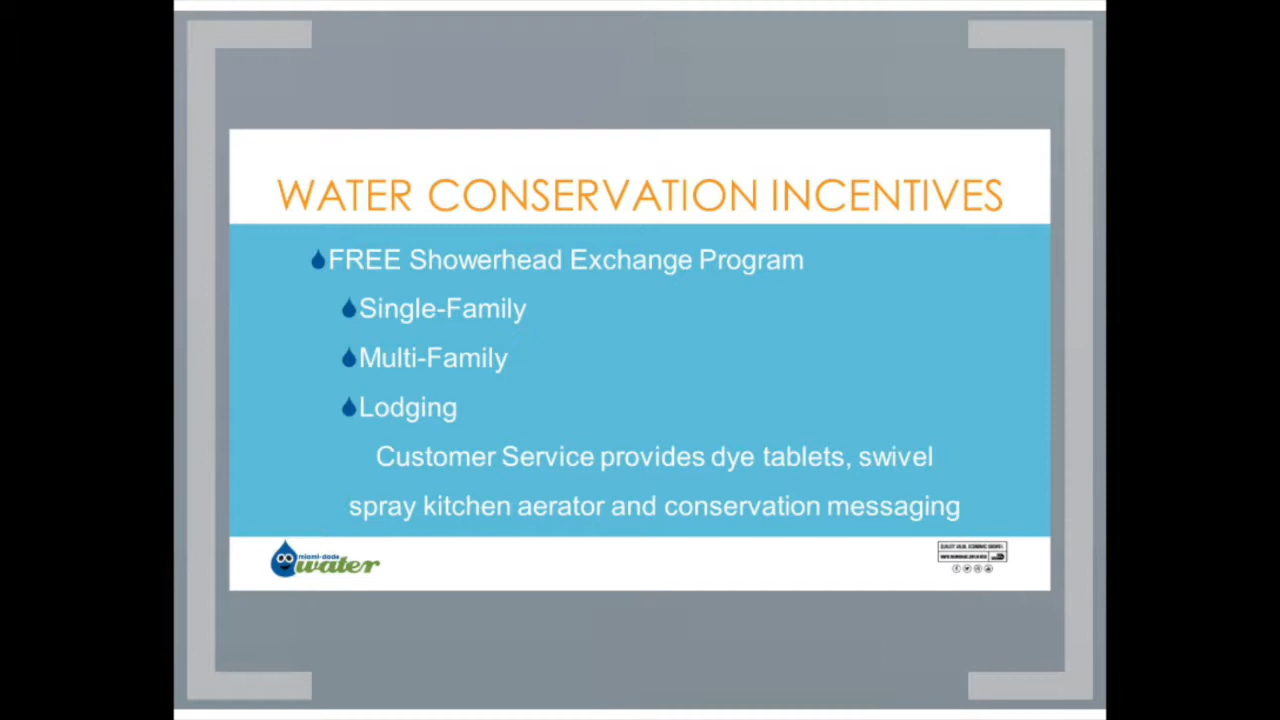 WATER CONSERVATION INCENTIVES
FREE Showerhead Exchange Program
Single-Family
Multi-Family
Lodging
Customer Service provides dye tablets, swivel
spray kitchen aerator and conservation messaging
miami-dade
water